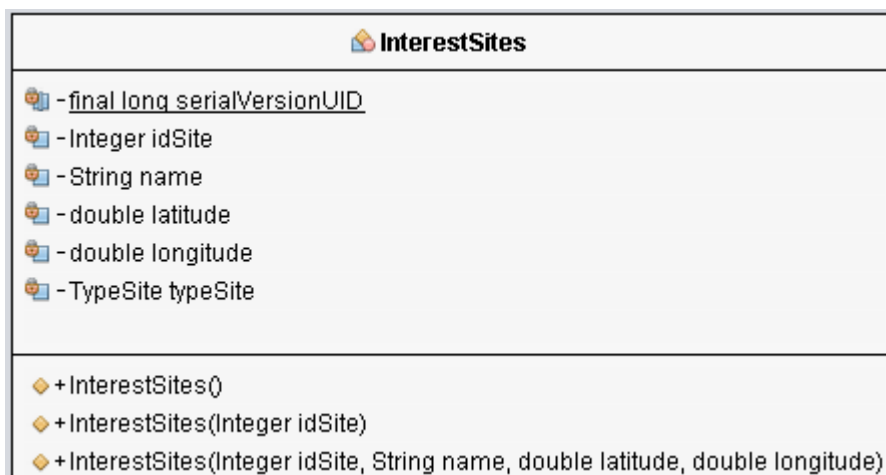 InterestSites
-final long serialVersionUID
-Integer idSite
-String name
-double latitude
-double longitude
-TypeSite typeSite
+InterestSites()
+InterestSites(Integer idSite)
+InterestSites(Integer idSite, String name, double latitude, double longitude)